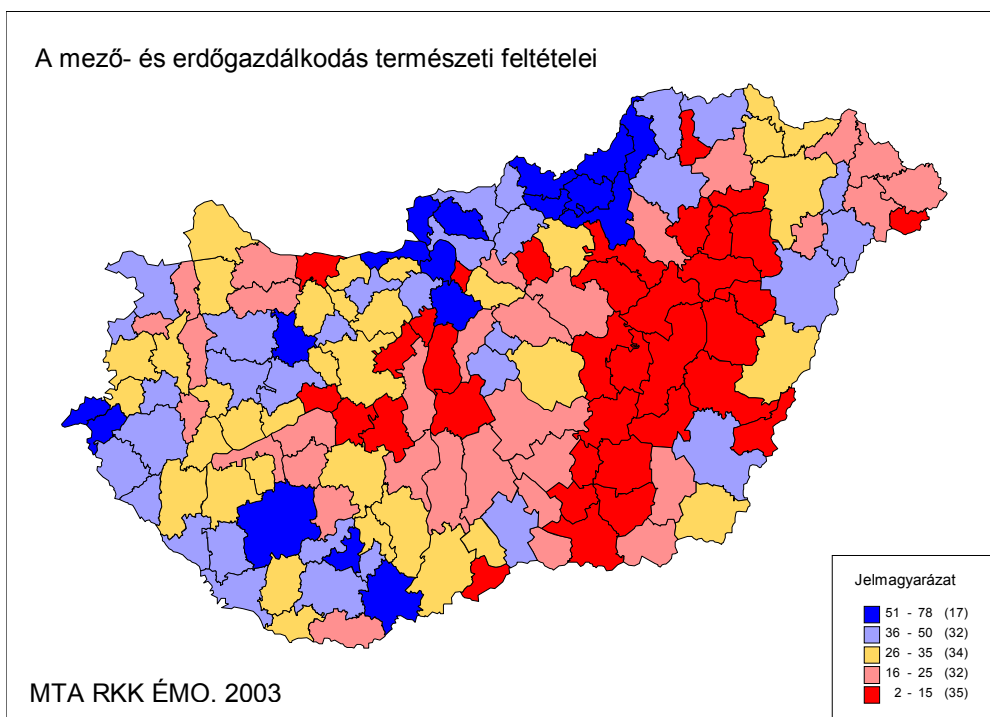 A mező- és erdőgazdálkodás természeti feltételei
Jelmagyarázat
51 - 78 (17)
36 - 50 (32)
26 - 35 (34)
16 - 25 (32)
2 - 15 (35)
MTA RKK ÉMO. 2003